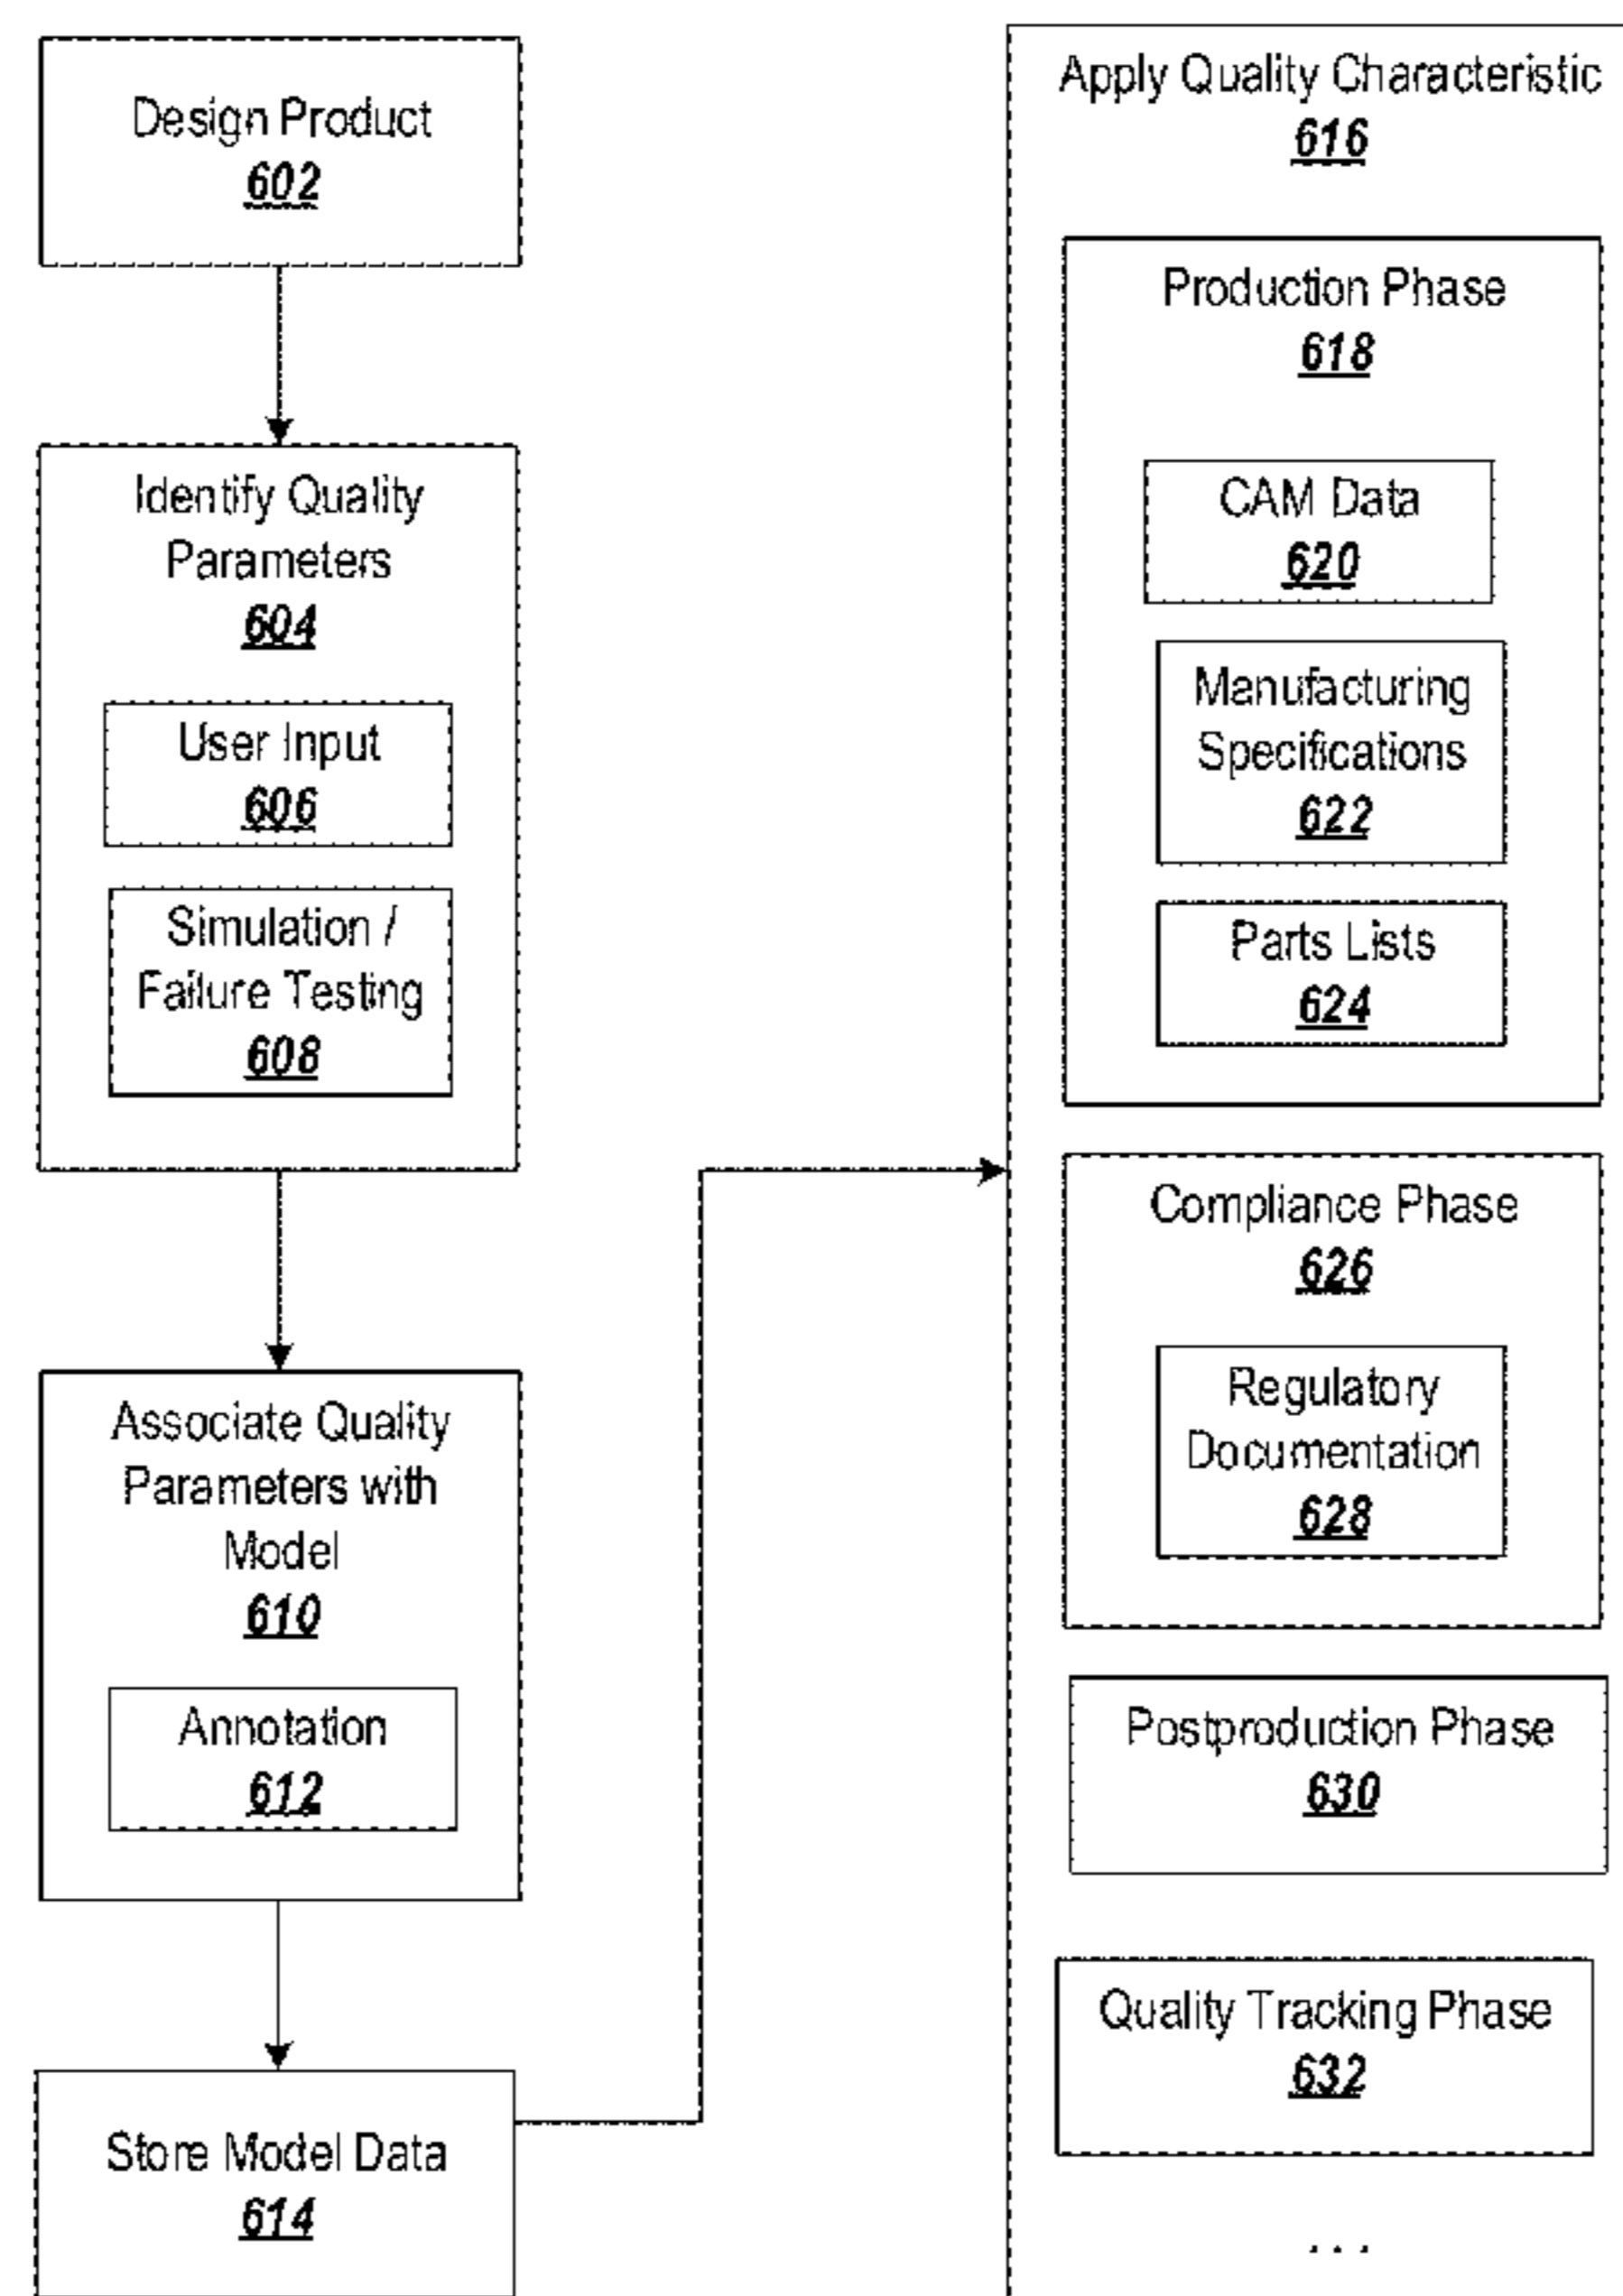 Design Product
602
Identify Quality
Parameters
604
User Input
606
Simulation /
Failure Testing
608
Associate Quality
Parameters with
Model
610
Annotation
612
Store Model Data
614
Apply Quality Characteristic
616
Production Phase
618
CAM Data
620
Manufacturing
Specifications
622
Parts Lists
624
Compliance Phase
626
Regulatory
Documentation
628
Postproduction Phase
630
Quality Tracking Phase
632
...